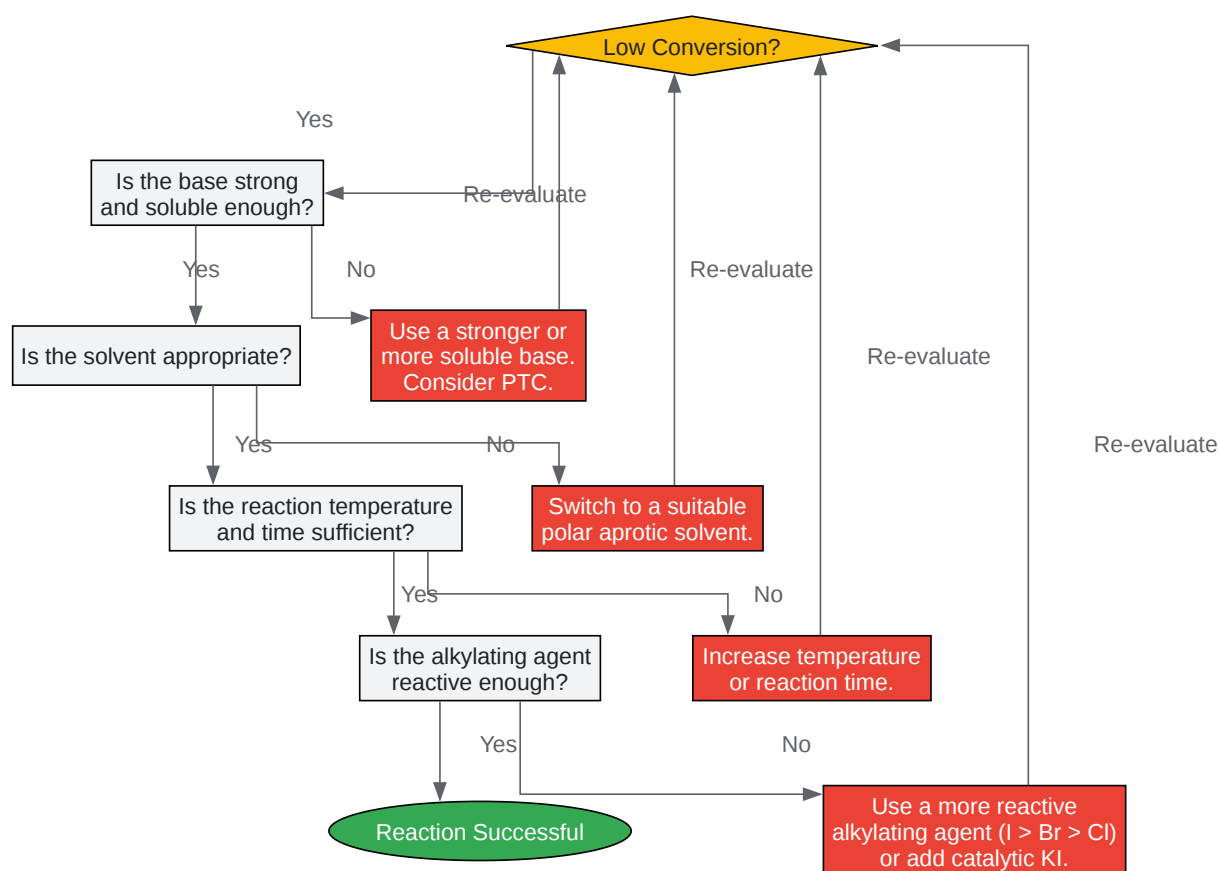 Low Conversion?
Yes
Is the base strong
and soluble enough?
Re-evaluate
Yes
No
Re-evaluate
Use a stronger or
more soluble base.
Consider PTC.
Is the solvent appropriate?
Re-evaluate
Yes
No
Re-evaluate
Is the reaction temperature
and time sufficient?
Switch to a suitable
polar aprotic solvent.
Yes
No
Is the alkylating agent
reactive enough?
Increase temperature
or reaction time.
Yes
No
Reaction Successful
Use a more reactive
alkylating agent (I > Br > Cl)
or add catalytic KI.